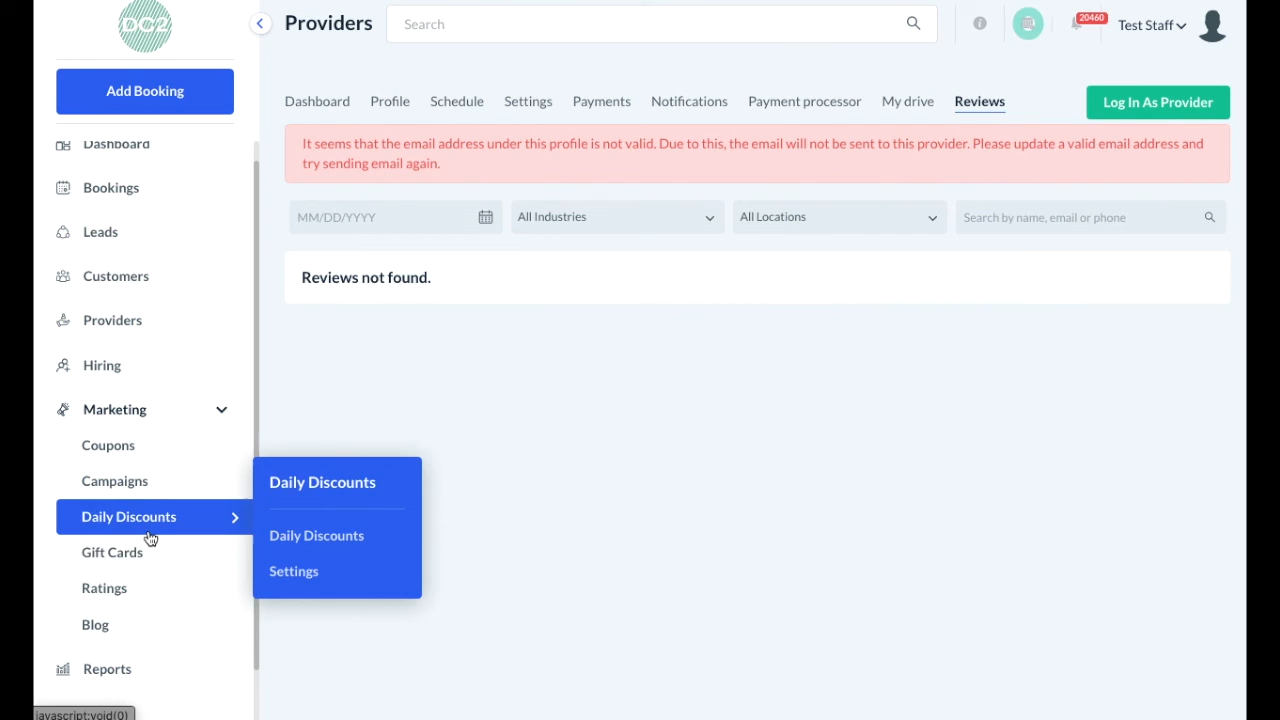 DC2
Providers
Search
20460
Test Staff
Add Booking
Dashboard
Bookings
Leads
Customers
Providers
Hiring
Marketing
Coupons
Campaigns
Daily Discounts
Gift Cards
Ratings
Blog
Reports
javascript:void(0)
Daily Discounts
Daily Discounts
Settings
Dashboard Profile Schedule Settings Payments Notifications Payment processor My drive Reviews
Log In As Provider
It seems that the email address under this profile is not valid. Due to this, the email will not be sent to this provider. Please update a valid email address and
try sending email again.
MM/DD/YYYY All Industries All Locations Search by name, email or phone
Reviews not found.